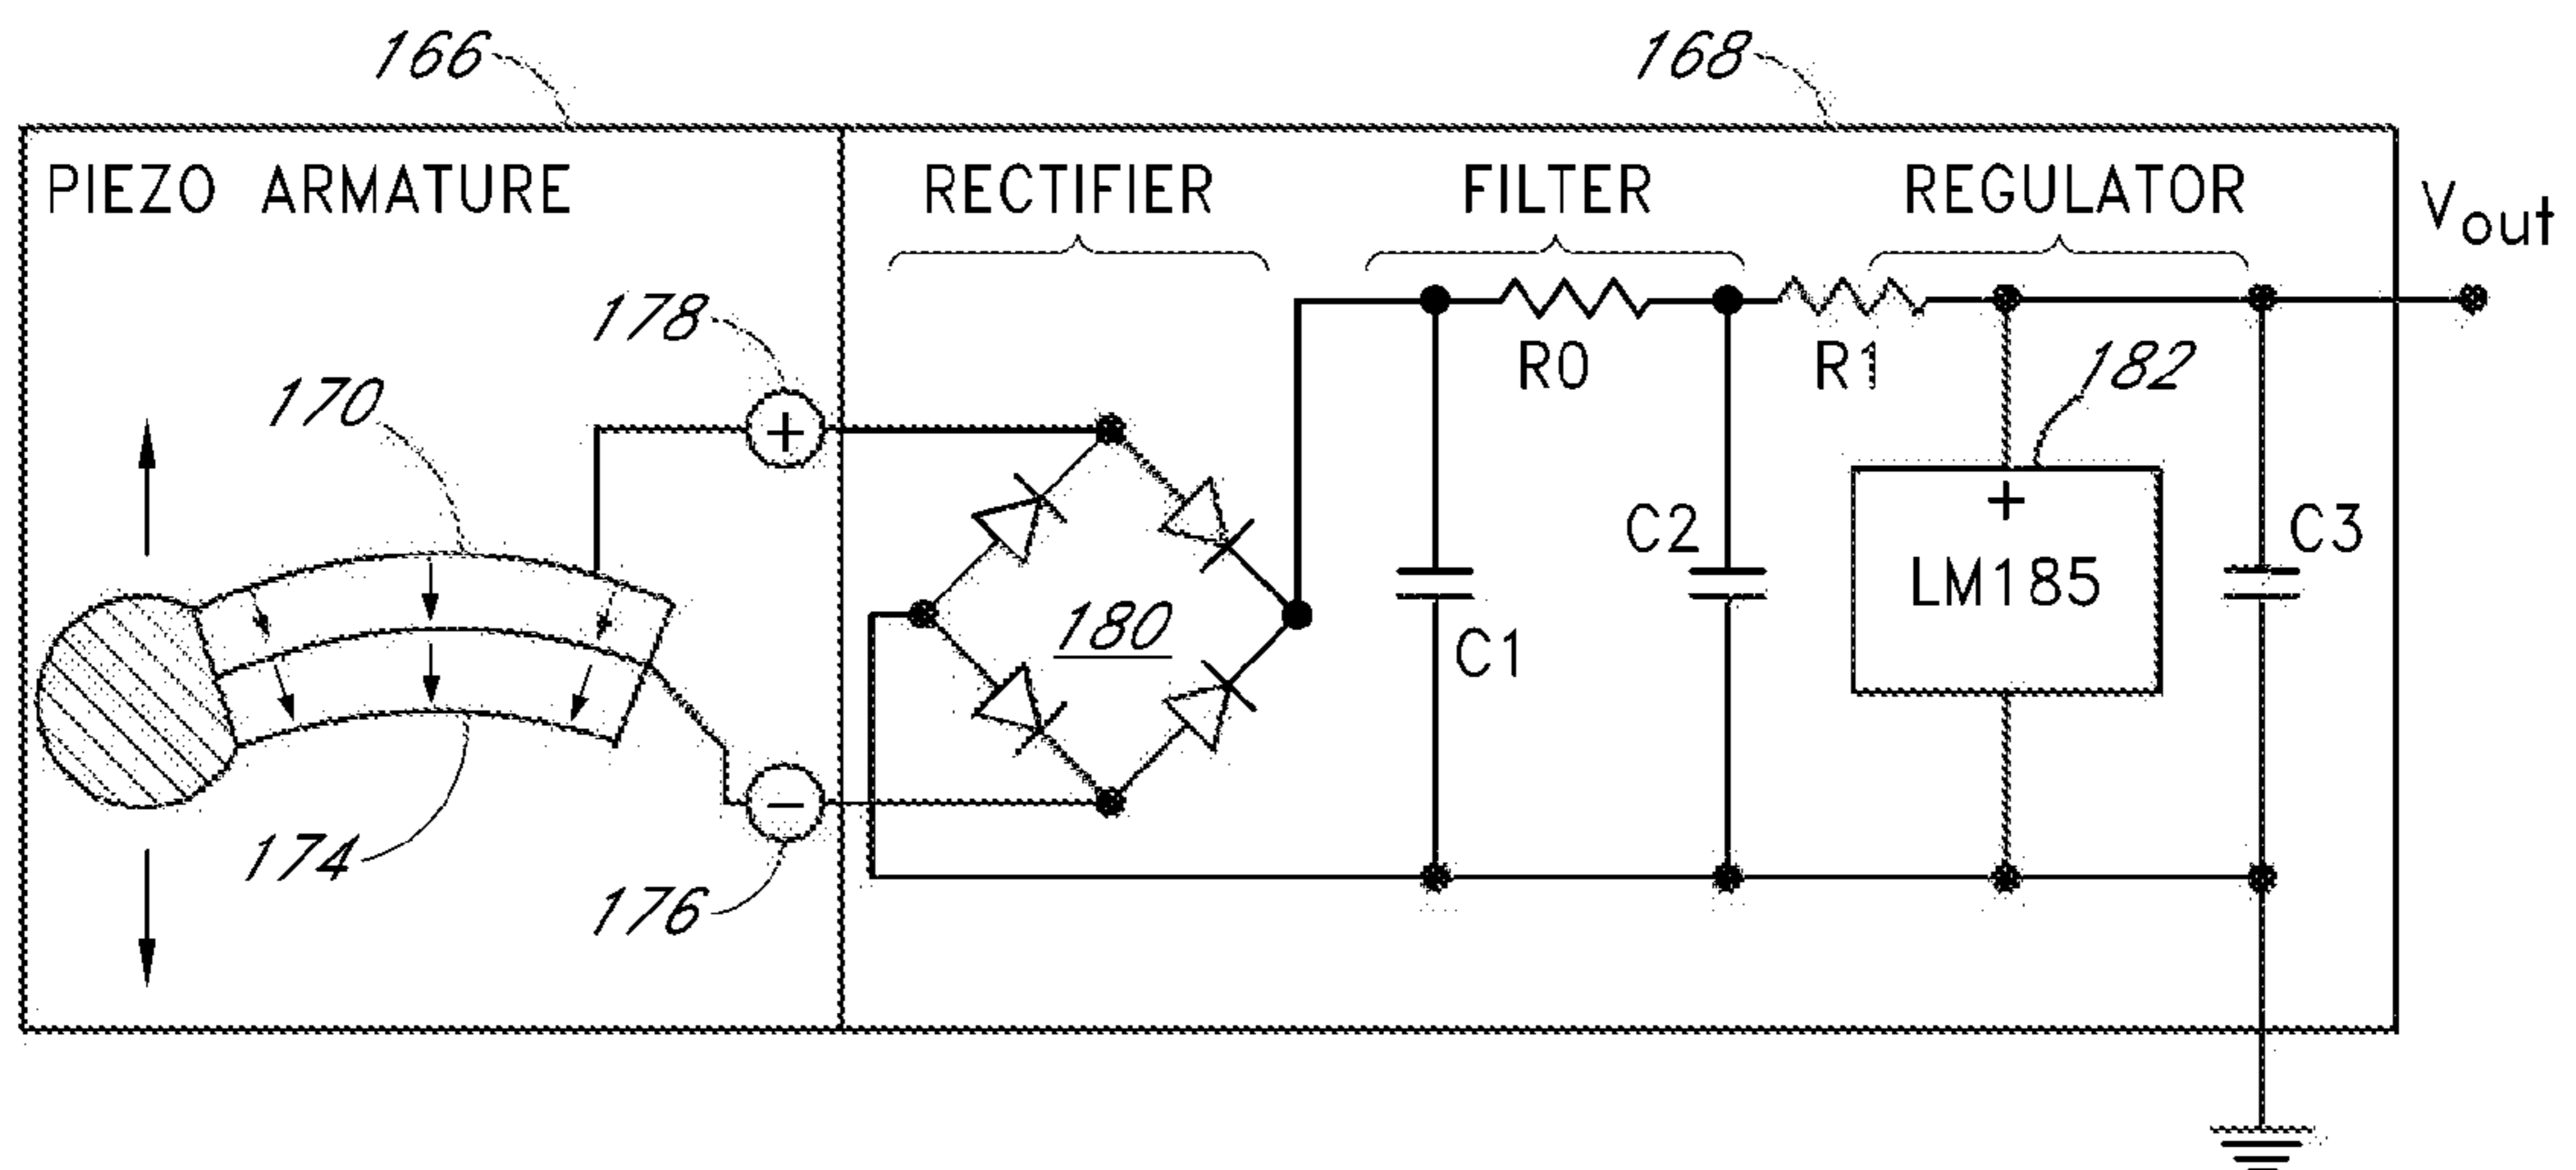 166
168
PIEZO ARMATURE
RECTIFIER
FILTER
REGULATOR
Vout
178
+
170
R0
R1
182
+
LM185
C1
C2
C3
180
174
−
176